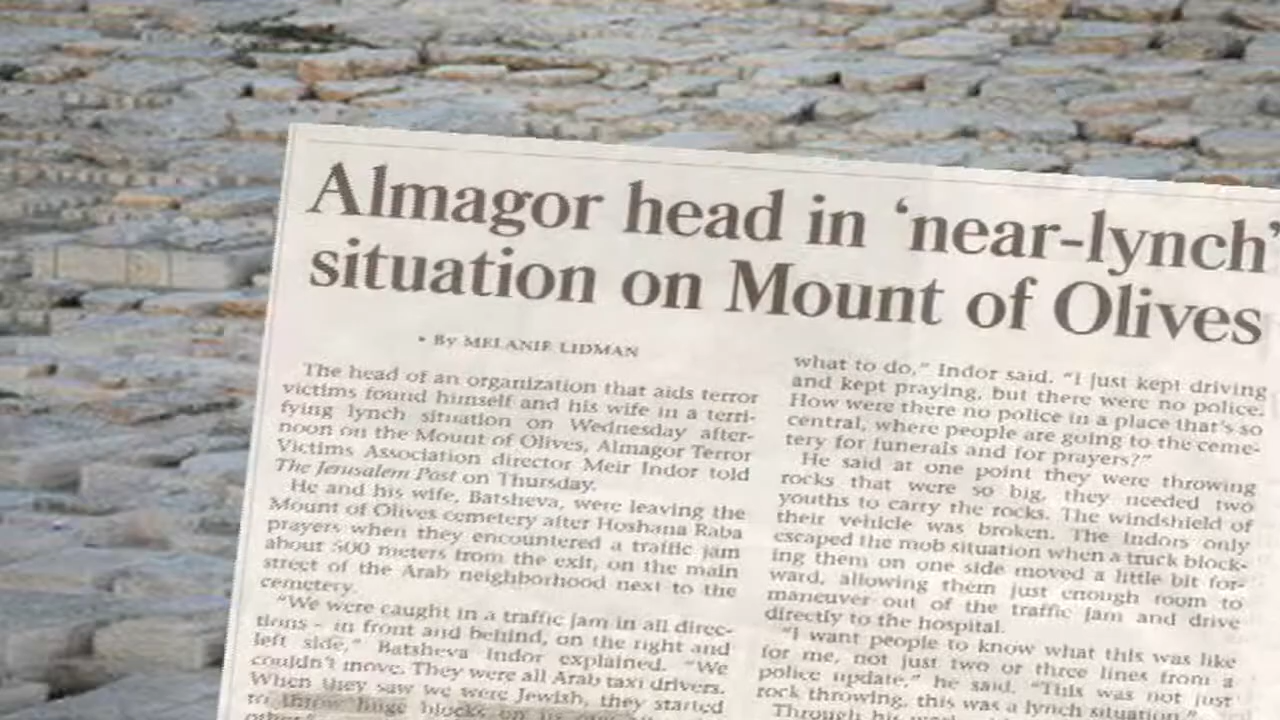 Almagor head in ‘near-lynch’
situation on Mount of Olives
• By MELANIE LIDMAN
The head of an organization that aids terror
victims found himself and his wife in a terri-
fying lynch situation on Wednesday after-
noon on the Mount of Olives, Almagor Terror
Victims Association director Meir Indor told
The Jerusalem Post on Thursday.
He and his wife, Batsheva, were leaving the
Mount of Olives cemetery after Hoshana Raba
prayers when they encountered a traffic jam
about 500 meters from the exit, on the main
street of the Arab neighborhood next to the
cemetery.
“We were caught in a traffic jam in all direc-
tions – in front and behind, on the right and
left side,” Batsheva Indor explained. “We
couldn’t move. They were all Arab taxi drivers.
When they saw we were Jewish, they started
to throw huge blocks on
what to do,” Indor said. “I just kept driving
and kept praying, but there were no police.
How were there no police in a place that’s so
central, where people are going to the ceme-
tery for funerals and for prayers?”
He said at one point they were throwing
rocks that were so big, they needed two
youths to carry the rocks. The windshield of
their vehicle was broken. The Indors only
escaped the mob situation when a truck block-
ing them on one side moved a little bit for-
ward, allowing them just enough room to
maneuver out of the traffic jam and drive
directly to the hospital.
“I want people to know what this was like
for me, not just two or three lines from a
police update,” he said. “This was not just
rock throwing, this was a lynch situation.”
Through his